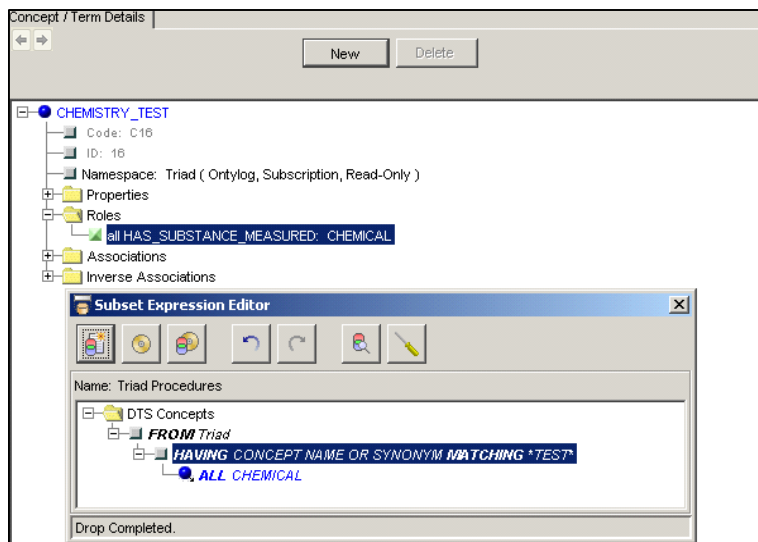 Concept / Term Details
New Delete
CHEMISTRY_TEST
Code: C16
ID: 16
Namespace: Triad ( Ontylog, Subscription, Read-Only )
Properties
Roles
all HAS_SUBSTANCE_MEASURED: CHEMICAL
Associations
Inverse Associations
Subset Expression Editor
Name: Triad Procedures
DTS Concepts
FROM Triad
HAVING CONCEPT NAME OR SYNONYM MATCHING *TEST*
ALL CHEMICAL
Drop Completed.